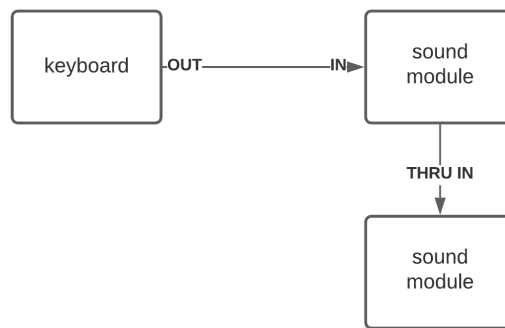 keyboard
OUT
IN
sound
module
THRU IN
sound
module